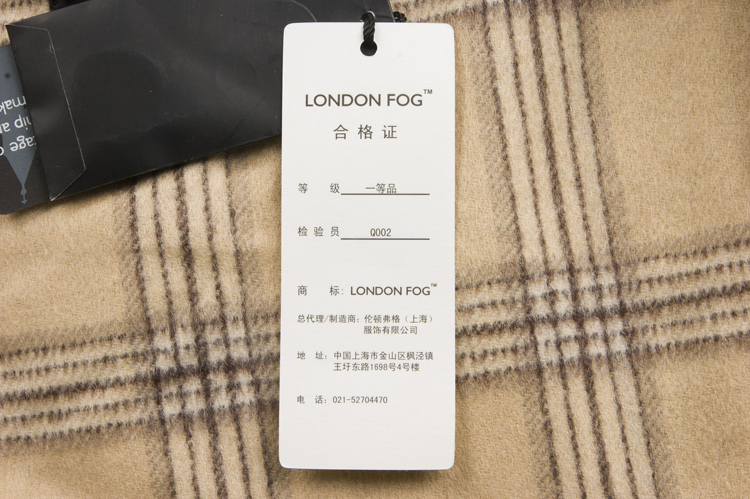 LONDON FOG™
合格证
等 级 一等品
检验员 Q002
商 标: LONDON FOG™
总代理/制造商: 伦顿弗格（上海）
服饰有限公司
地 址: 中国上海市金山区枫泾镇
王圩东路1698号4号楼
电 话: 021-52704470